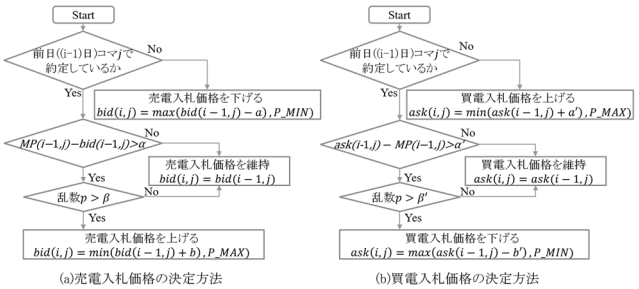 Start
前日((i-1)日)コマjで
約定しているか
No
Yes
売電入札価格を下げる
bid(i,j) = max(bid(i − 1,j) − a),P_MIN)
MP(i−1,j)−bid(i−1,j)>α
No
売電入札価格を維持
bid(i,j) = bid(i − 1,j)
Yes
乱数p > β
No
Yes
売電入札価格を上げる
bid(i,j) = min(bid(i − 1,j) + b),P_MAX)
(a)売電入札価格の決定方法
Start
前日((i-1)日)コマjで
約定しているか
No
Yes
買電入札価格を上げる
ask(i,j) = min(ask(i − 1,j) + a′),P_MAX)
ask(i-1,j) − MP(i−1,j)>α′
No
買電入札価格を維持
ask(i,j) = ask(i − 1,j)
Yes
乱数p > β′
No
Yes
買電入札価格を下げる
ask(i,j) = max(ask(i − 1,j) − b′),P_MIN)
(b)買電入札価格の決定方法